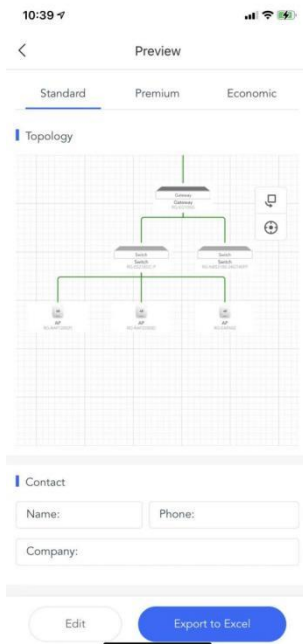 10:39
Preview
Standard Premium Economic
Topology
Gateway
Gateway
Switch Switch
Switch Switch
AP AP AP
Contact
Name: Phone:
Company:
Edit Export to Excel